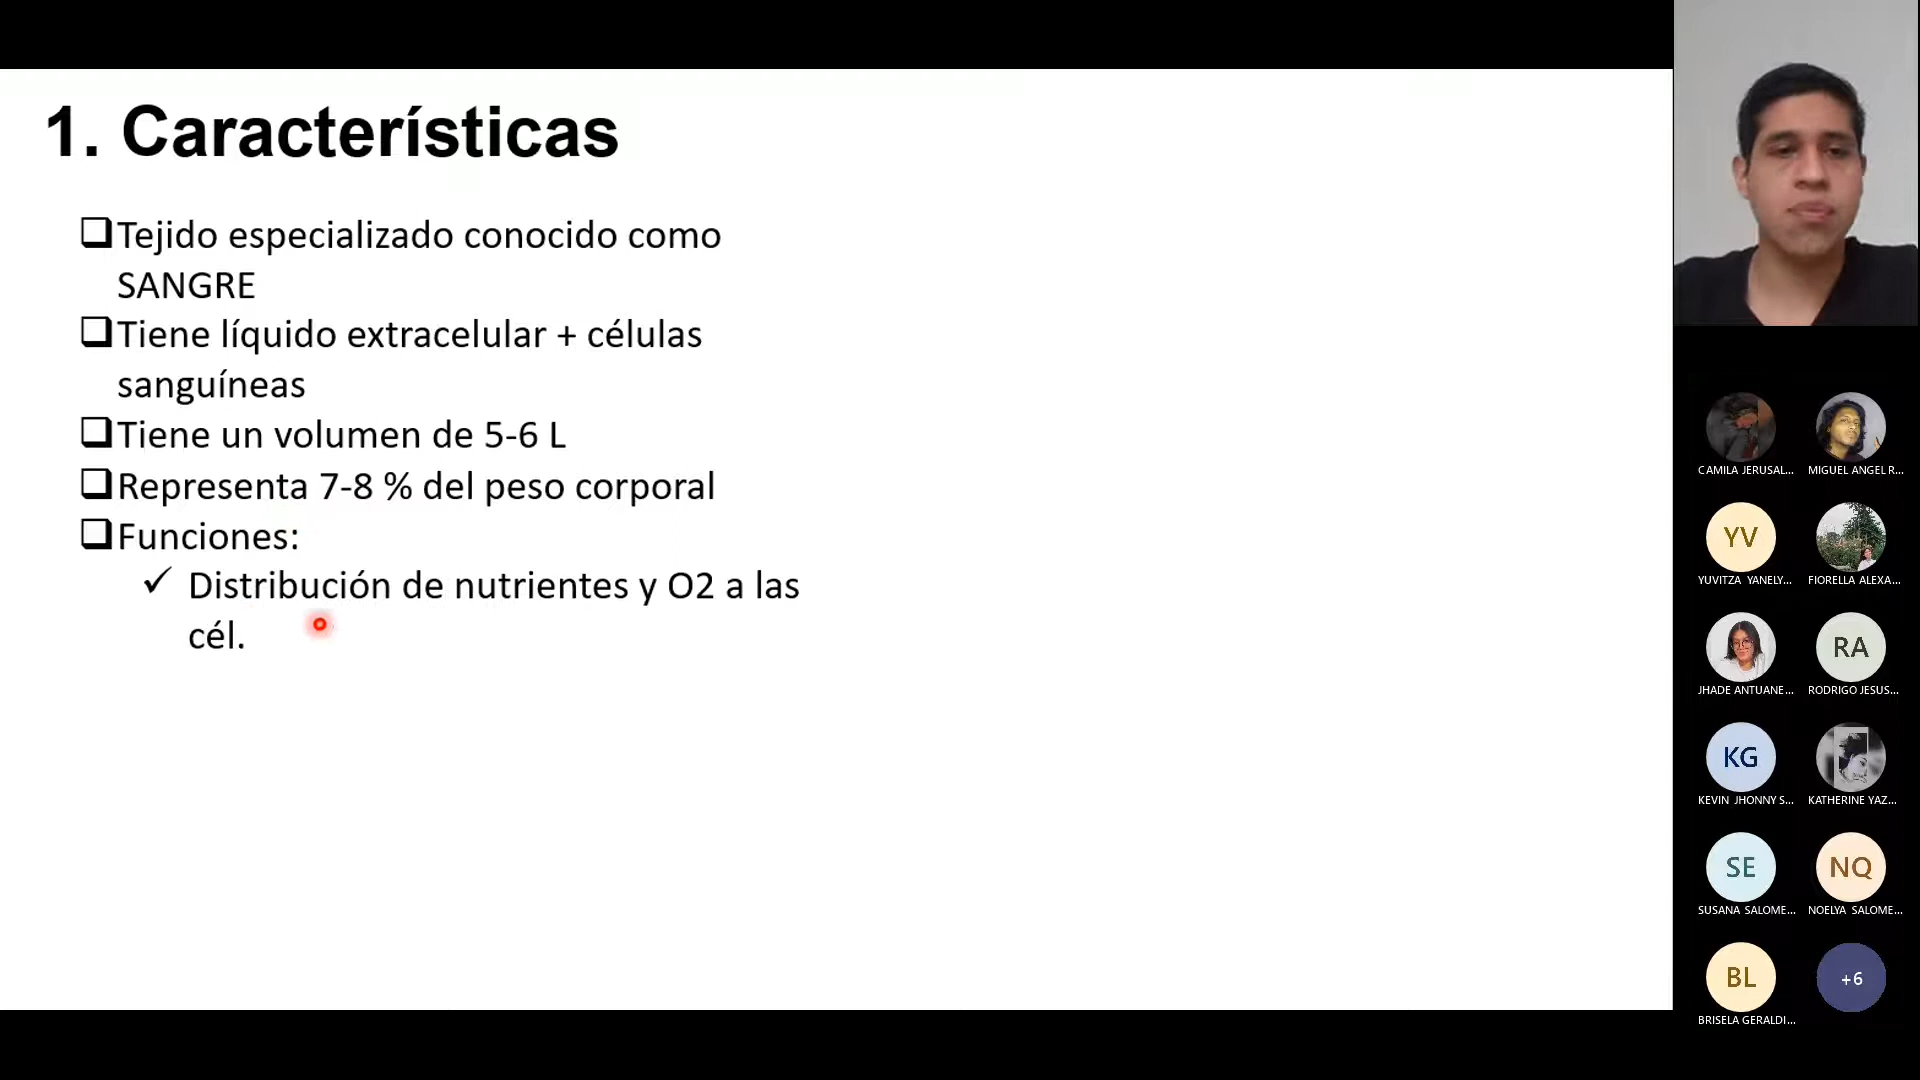 1. Características
Tejido especializado conocido como
SANGRE
Tiene líquido extracelular + células
sanguíneas
Tiene un volumen de 5-6 L
Representa 7-8 % del peso corporal
Funciones:
Distribución de nutrientes y O2 a las
cél.
CAMILA JERUSAL...
MIGUEL ANGEL R...
YV
YUVITZA YANELY...
FIORELLA ALEXA...
JHADE ANTUANE...
RA
RODRIGO JESUS...
KG
KEVIN JHONNY S...
KATHERINE YAZ...
SE
SUSANA SALOME...
NQ
NOELYA SALOME...
BL
BRISELA GERALDI...
+6